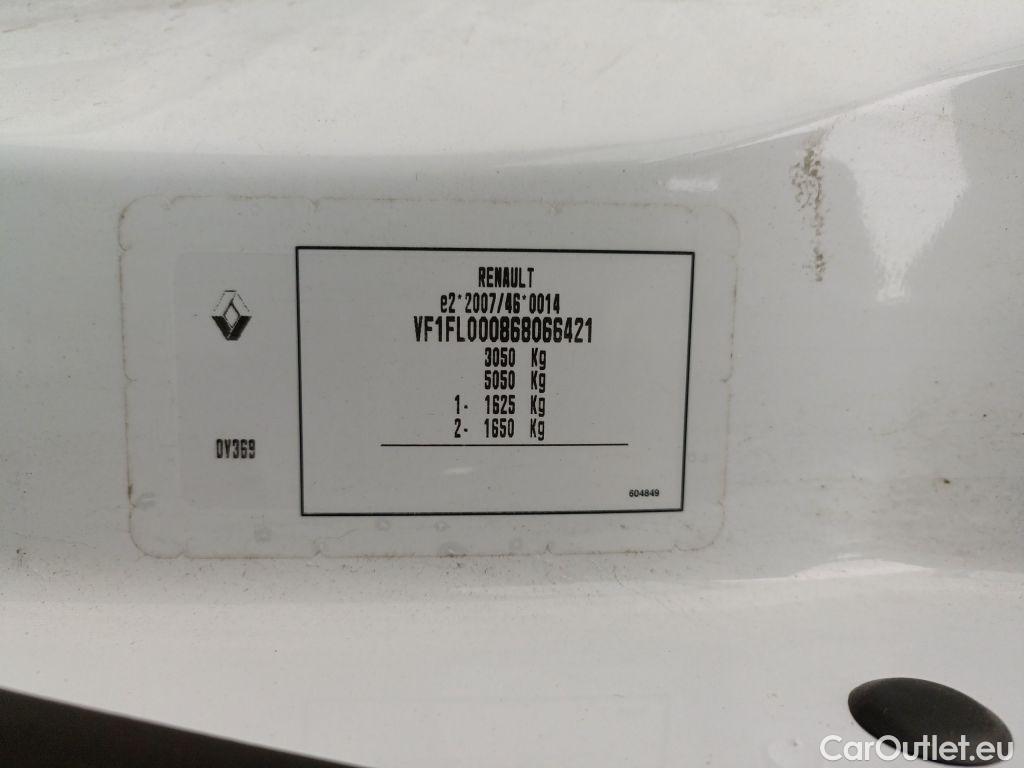 RENAULT
e2*2007/46*0014
VF1FL000868066421
3050 Kg
5050 Kg
1- 1625 Kg
2- 1650 Kg
DV369
604849
CarOutlet.eu